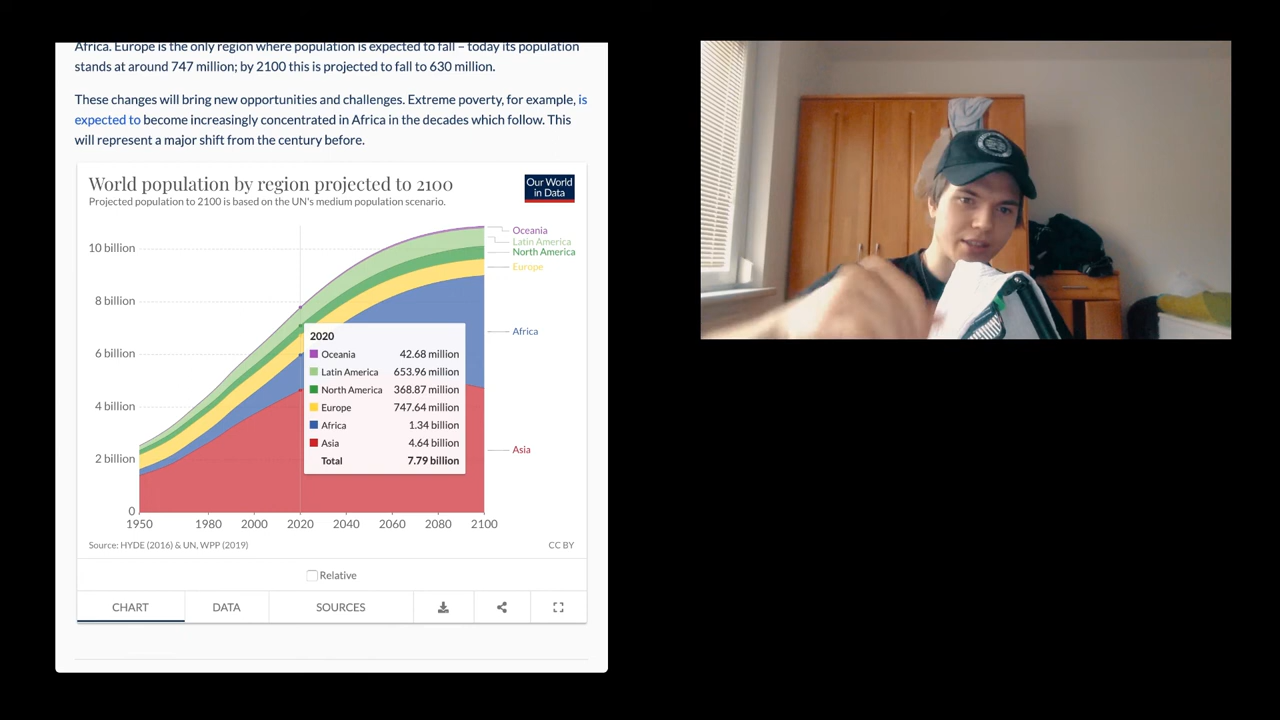 Africa. Europe is the only region where population is expected to fall – today its population
stands at around 747 million; by 2100 this is projected to fall to 630 million.
These changes will bring new opportunities and challenges. Extreme poverty, for example, is
expected to become increasingly concentrated in Africa in the decades which follow. This
will represent a major shift from the century before.
World population by region projected to 2100
Projected population to 2100 is based on the UN's medium population scenario.
Our World
in Data
10 billion
8 billion
6 billion
4 billion
2 billion
0
Oceania
Latin America
North America
Europe
Africa
Asia
2020
Oceania 42.68 million
Latin America 653.96 million
North America 368.87 million
Europe 747.64 million
Africa 1.34 billion
Asia 4.64 billion
Total 7.79 billion
1950 1980 2000 2020 2040 2060 2080 2100
Source: HYDE (2016) & UN, WPP (2019) CC BY
Relative
CHART DATA SOURCES